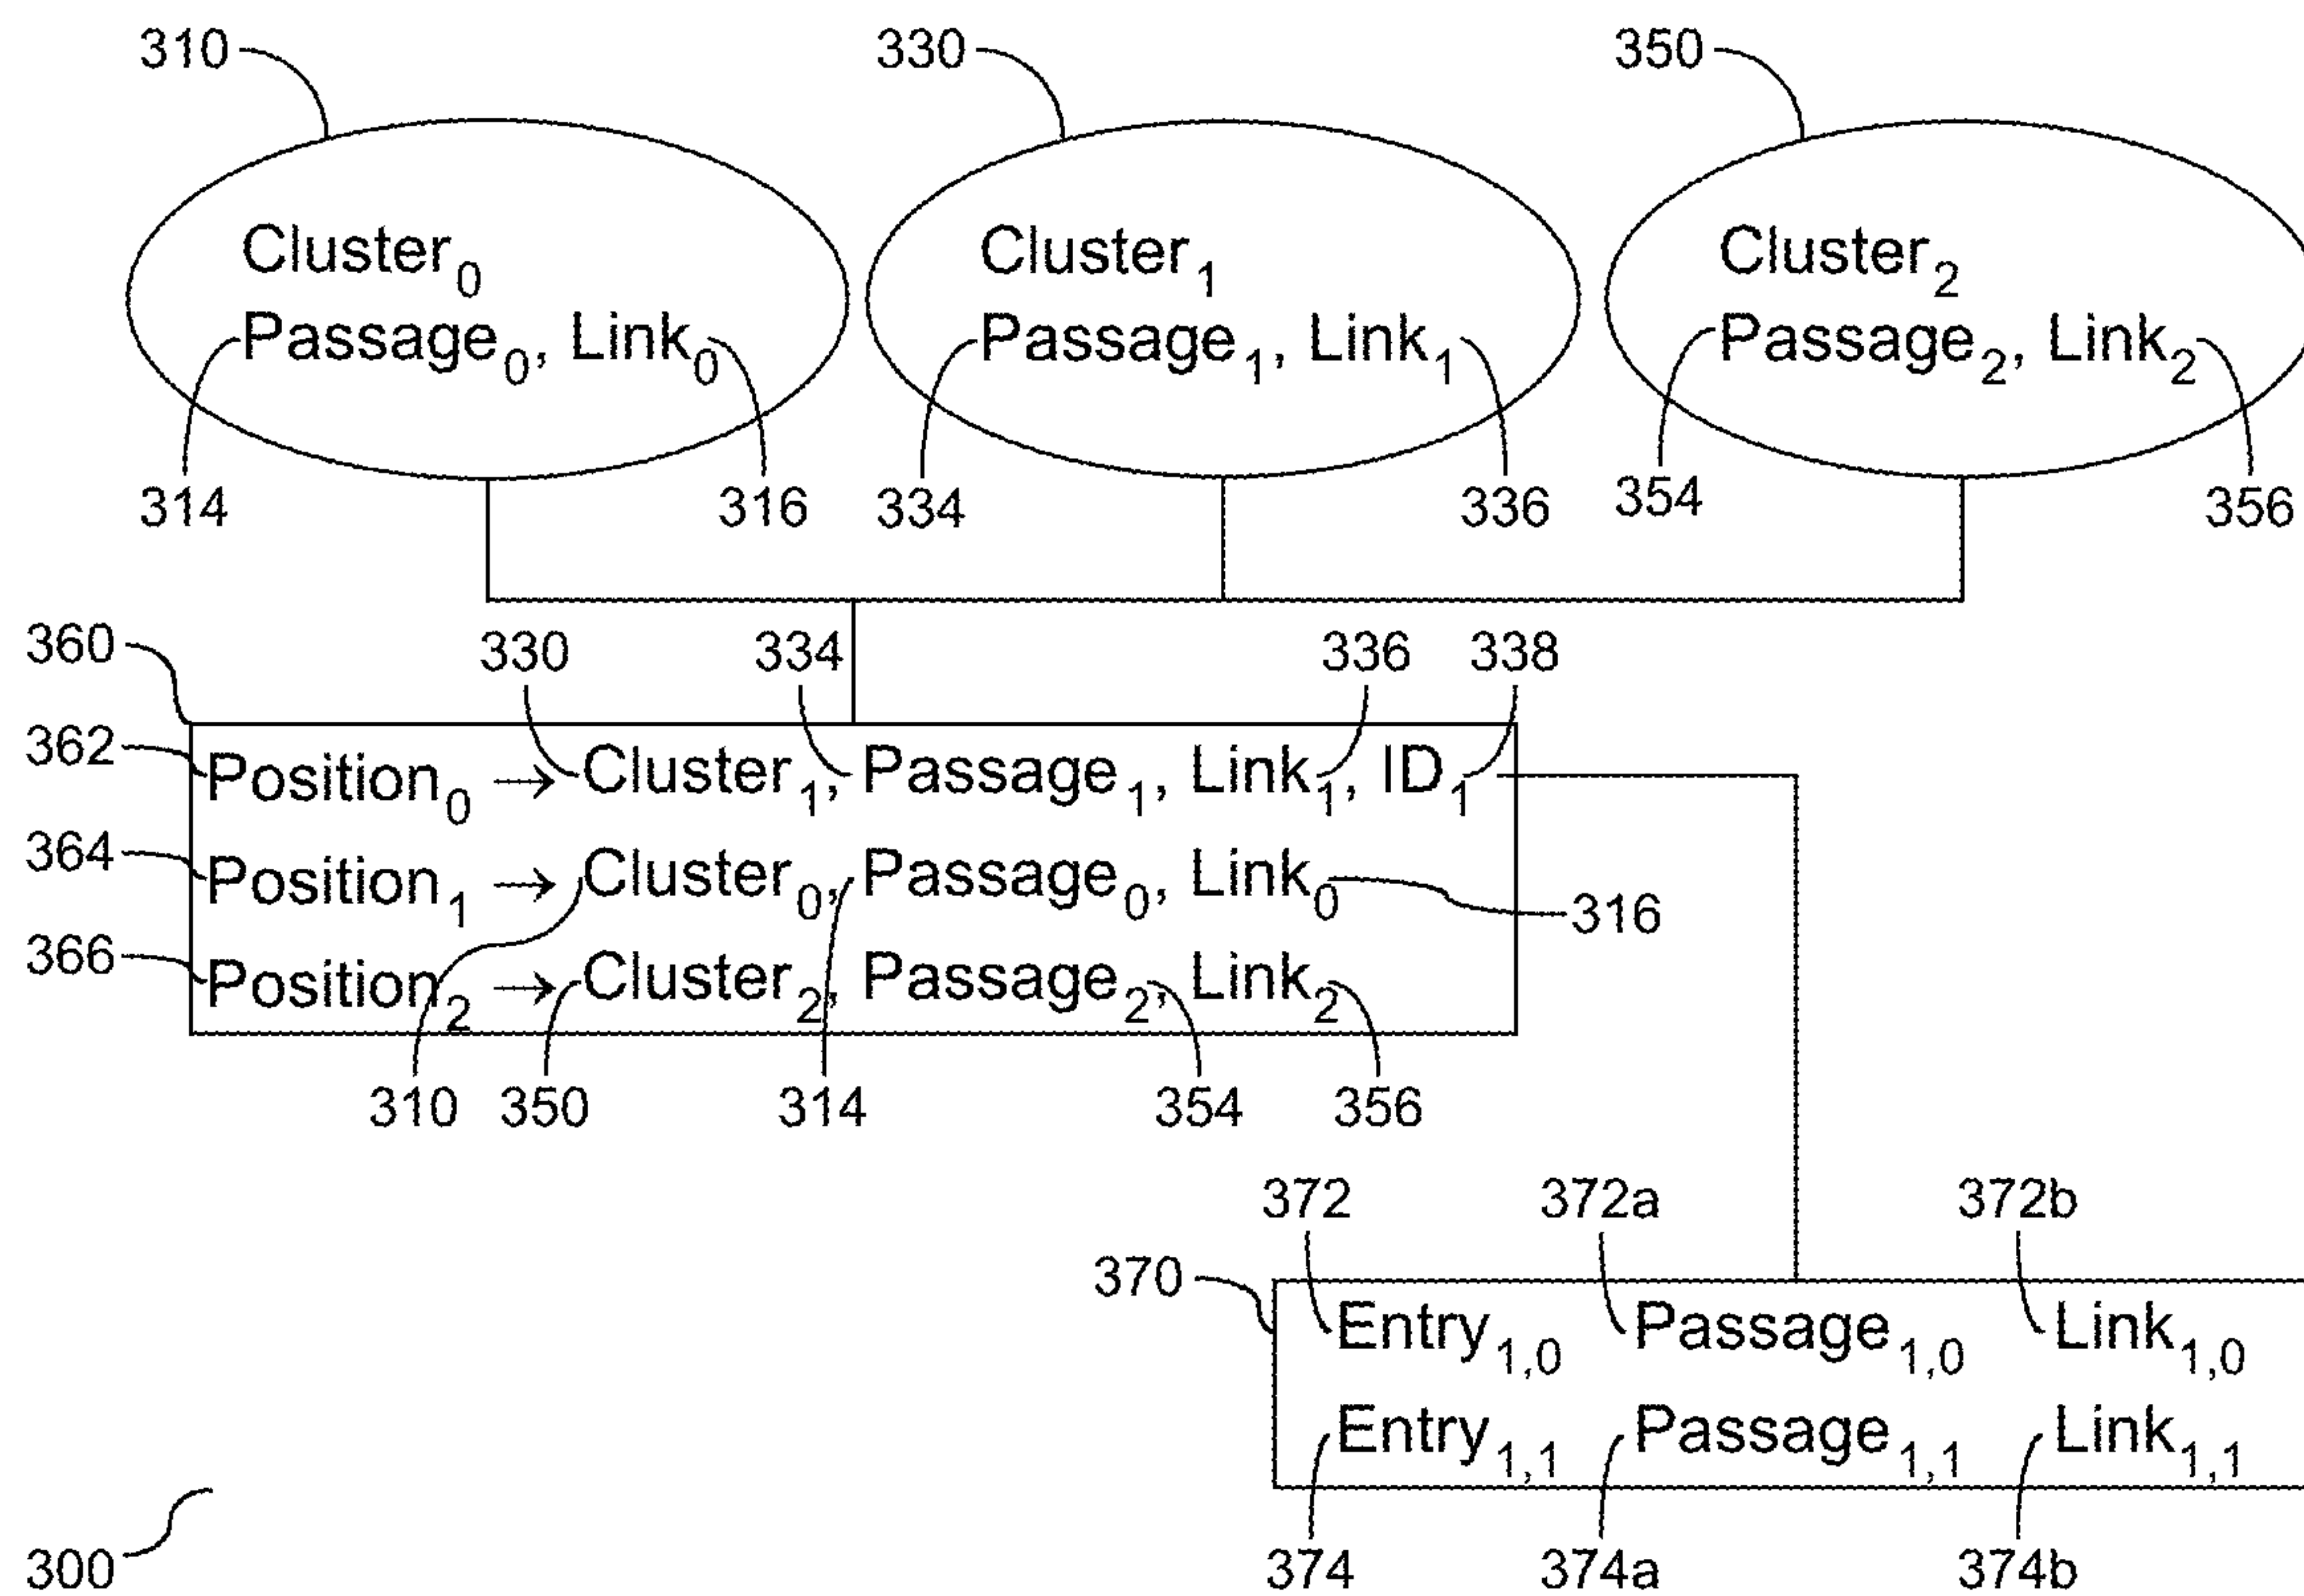 310 330 350
Cluster₀ Cluster₁ Cluster₂
Passage₀, Link₀ Passage₁, Link₁ Passage₂, Link₂
314 316 334 336 354 356
360 330 334 336 338
362 Position₀ → Cluster₁, Passage₁, Link₁, ID₁
364 Position₁ → Cluster₀, Passage₀, Link₀ 316
366 Position₂ → Cluster₂, Passage₂, Link₂
310 350 314 354 356
372 372a 372b
370
Entry₁,₀ Passage₁,₀ Link₁,₀
Entry₁,₁ Passage₁,₁ Link₁,₁
300 374 374a 374b